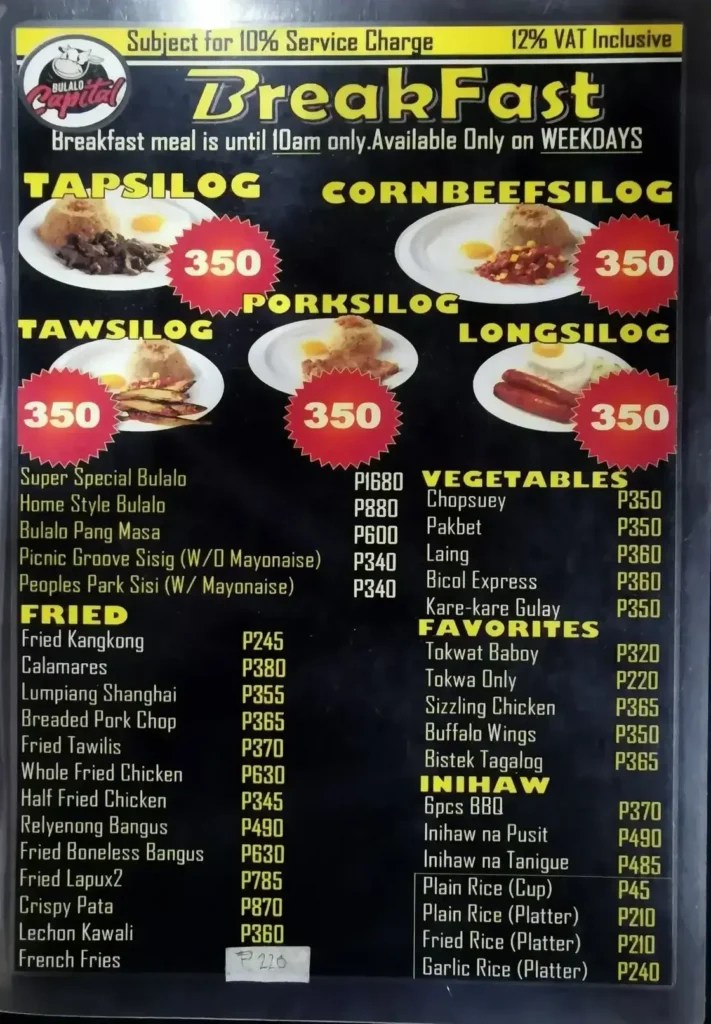 Subject for 10% Service Charge 12% VAT Inclusive
BULALO
Capital
BreakFast
Breakfast meal is until 10am only.Available Only on WEEKDAYS
TAPSILOG
350
CORNBEEFSILOG
350
TAWSILOG
350
PORKSILOG
350
LONGSILOG
350
Super Special Bulalo P1680
Home Style Bulalo P880
Bulalo Pang Masa P600
Picnic Groove Sisig (W/O Mayonaise) P340
Peoples Park Sisi (W/ Mayonaise) P340
FRIED
Fried Kangkong P245
Calamares P380
Lumpiang Shanghai P355
Breaded Pork Chop P365
Fried Tawilis P370
Whole Fried Chicken P630
Half Fried Chicken P345
Relyenong Bangus P490
Fried Boneless Bangus P630
Fried Lapux2 P785
Crispy Pata P870
Lechon Kawali P360
French Fries ₱ 220
VEGETABLES
Chopsuey P350
Pakbet P350
Laing P360
Bicol Express P360
Kare-kare Gulay P350
FAVORITES
Tokwat Baboy P320
Tokwa Only P220
Sizzling Chicken P365
Buffalo Wings P350
Bistek Tagalog P365
INIHAW
6pcs BBQ P370
Inihaw na Pusit P490
Inihaw na Tanigue P485
Plain Rice (Cup) P45
Plain Rice (Platter) P210
Fried Rice (Platter) P210
Garlic Rice (Platter) P240